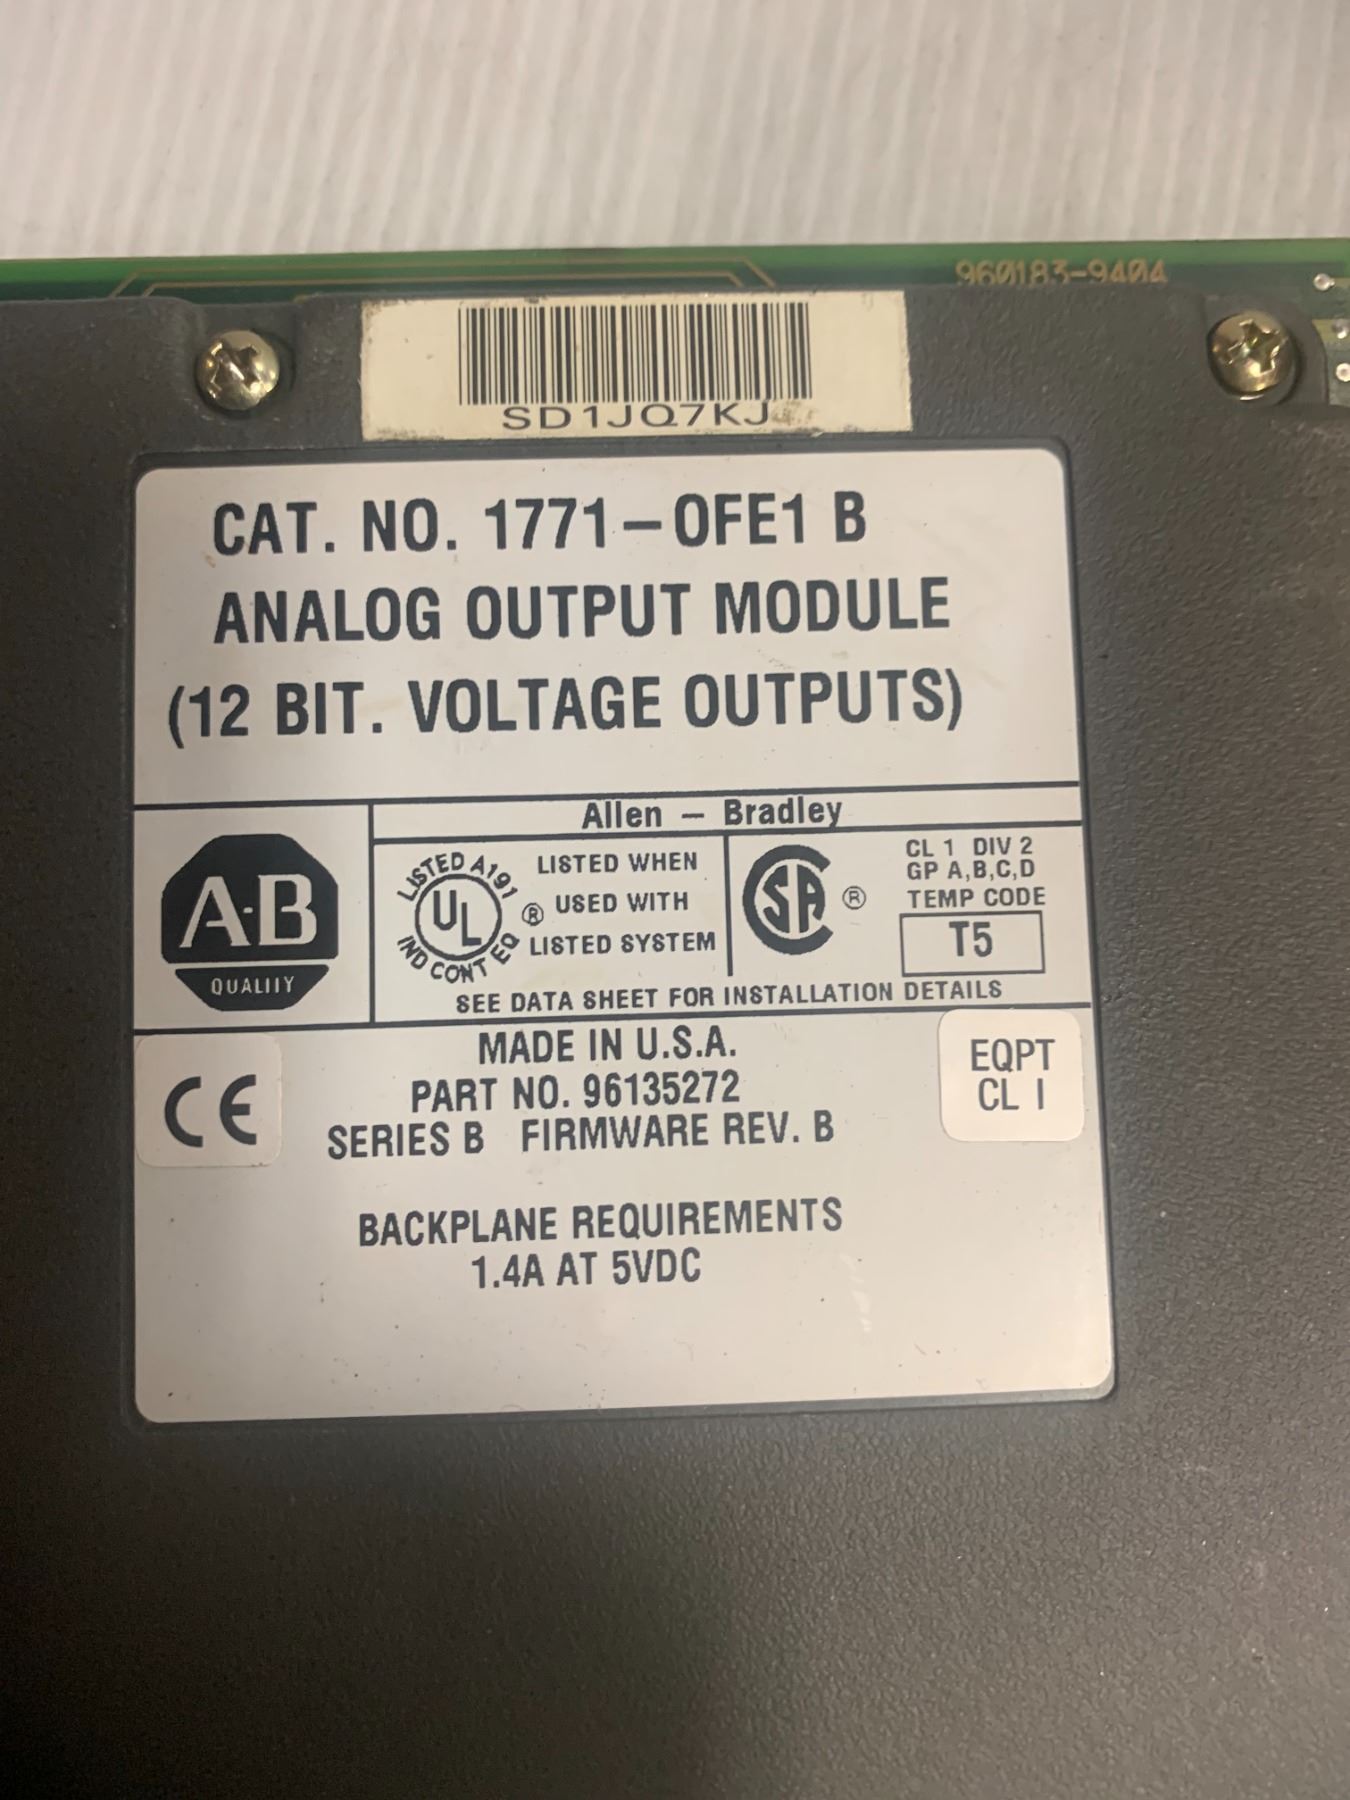 960183-9404
SD1JQ7KJ
CAT. NO. 1771-OFE1 B
ANALOG OUTPUT MODULE
(12 BIT. VOLTAGE OUTPUTS)
Allen - Bradley
A·B
QUALITY
LISTED A191
UL
IND CONT EQ
®
LISTED WHEN
USED WITH
LISTED SYSTEM
SA
®
CL 1 DIV 2
GP A,B,C,D
TEMP CODE
T5
SEE DATA SHEET FOR INSTALLATION DETAILS
CE
MADE IN U.S.A.
PART NO. 96135272
SERIES B FIRMWARE REV. B
EQPT
CL I
BACKPLANE REQUIREMENTS
1.4A AT 5VDC